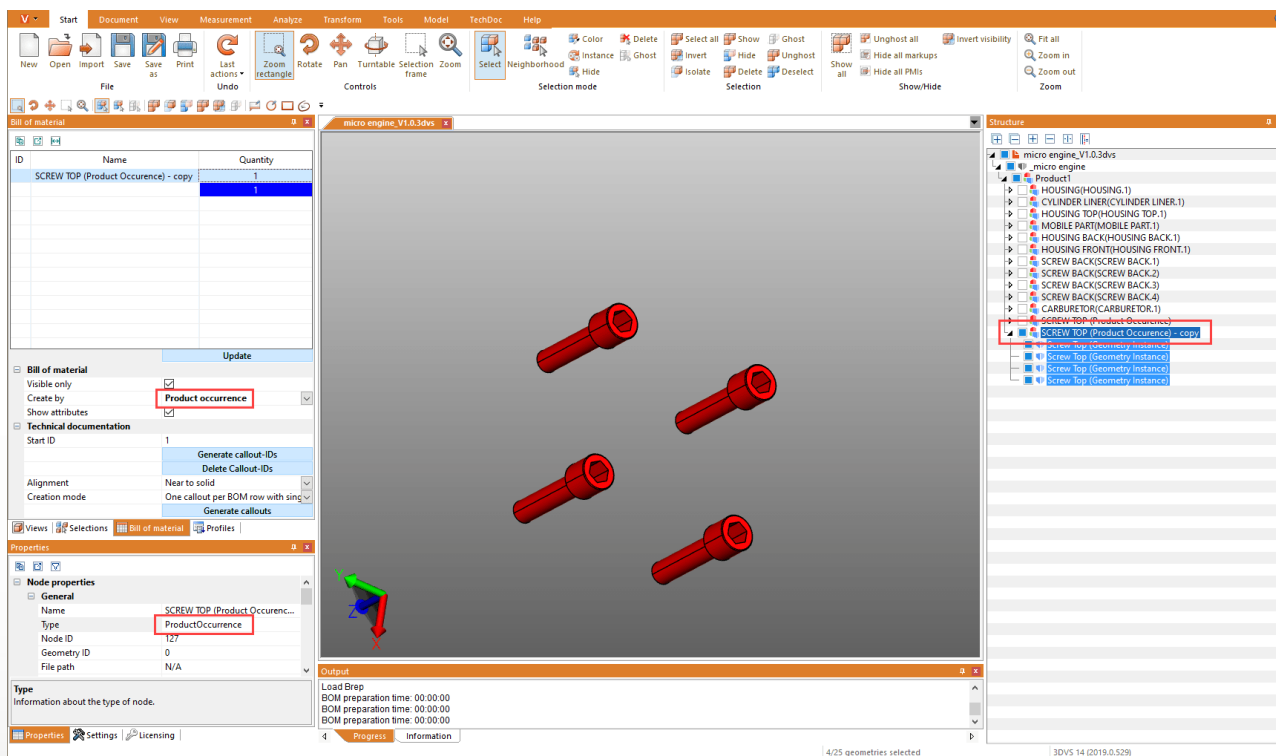 V Start Document View Measurement Analyze Transform Tools Model TechDoc Help
New Open Import Save Save as Print
File
Last actions
Undo
Zoom rectangle Rotate Pan Turntable Selection frame Zoom
Controls
Select Neighborhood Color Delete
Instance Ghost
Hide
Selection mode
Select all Show Ghost
Invert Hide Unghost
Isolate Delete Deselect
Selection
Show all Unghost all Invert visibility
Hide all markups
Hide all PMIs
Show/Hide
Fit all
Zoom in
Zoom out
Zoom
Bill of material
ID Name Quantity
SCREW TOP (Product Occurence) - copy 1
1
Update
Bill of material
Visible only
Create by Product occurrence
Show attributes
Technical documentation
Start ID 1
Generate callout-IDs
Delete Callout-IDs
Alignment Near to solid
Creation mode One callout per BOM row with sing
Generate callouts
Views Selections Bill of material Profiles
Properties
Node properties
General
Name SCREW TOP (Product Occurenc...
Type ProductOccurrence
Node ID 127
Geometry ID 0
File path N/A
Type
Information about the type of node.
Properties Settings Licensing
micro engine_V1.0.3dvs
Y
Z
X
Output
Load Brep
BOM preparation time: 00:00:00
BOM preparation time: 00:00:00
BOM preparation time: 00:00:00
Progress Information
Structure
micro engine_V1.0.3dvs
_micro engine
Product1
HOUSING(HOUSING.1)
CYLINDER LINER(CYLINDER LINER.1)
HOUSING TOP(HOUSING TOP.1)
MOBILE PART(MOBILE PART.1)
HOUSING BACK(HOUSING BACK.1)
HOUSING FRONT(HOUSING FRONT.1)
SCREW BACK(SCREW BACK.1)
SCREW BACK(SCREW BACK.2)
SCREW BACK(SCREW BACK.3)
SCREW BACK(SCREW BACK.4)
CARBURETOR(CARBURETOR.1)
SCREW TOP (Product Occurence)
SCREW TOP (Product Occurence) - copy
Screw Top (Geometry Instance)
Screw Top (Geometry Instance)
Screw Top (Geometry Instance)
Screw Top (Geometry Instance)
4/25 geometries selected
3DVS 14 (2019.0.529)